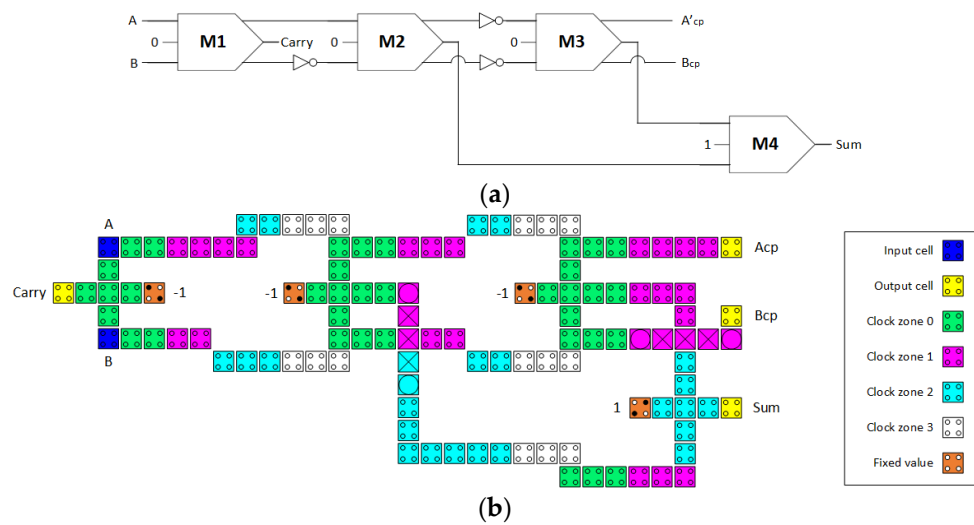 A
A'cp
0
M1
Carry
0
M2
0
M3
B
Bcp
1
M4
Sum
(a)
A
Acp
Carry
-1
-1
-1
Bcp
B
1
Sum
Input cell
Output cell
Clock zone 0
Clock zone 1
Clock zone 2
Clock zone 3
Fixed value
(b)